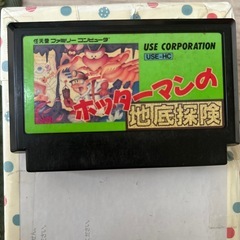 任天堂 ファミリー コンピュータ
USE CORPORATION
USE-HC
ホッターマンの
地底探険